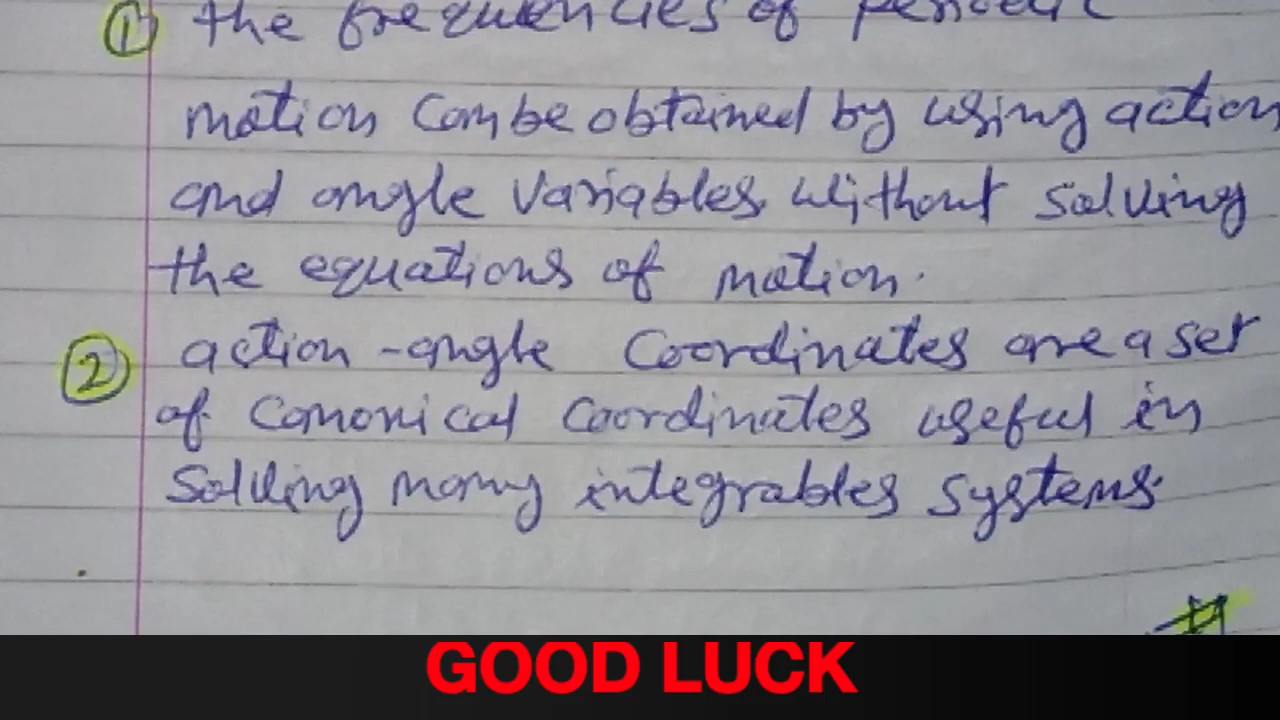 ① the frequencies of periodic
motion can be obtained by using action
and angle variables without solving
the equations of motion.
② action-angle coordinates are a set
of canonical coordinates useful in
solving many integrables systems.
#
GOOD LUCK